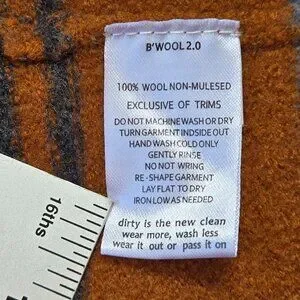 B'WOOL 2.0
100% WOOL NON-MULESED
EXCLUSIVE OF TRIMS
DO NOT MACHINE WASH OR DRY
TURN GARMENT INDSIDE OUT
HAND WASH COLD ONLY
GENTLY RINSE
NO NOT WRING
RE-SHAPE GARMENT
LAY FLAT TO DRY
IRON LOW AS NEEDED
dirty is the new clean
wear more, wash less
wear it out or pass it on
16ths